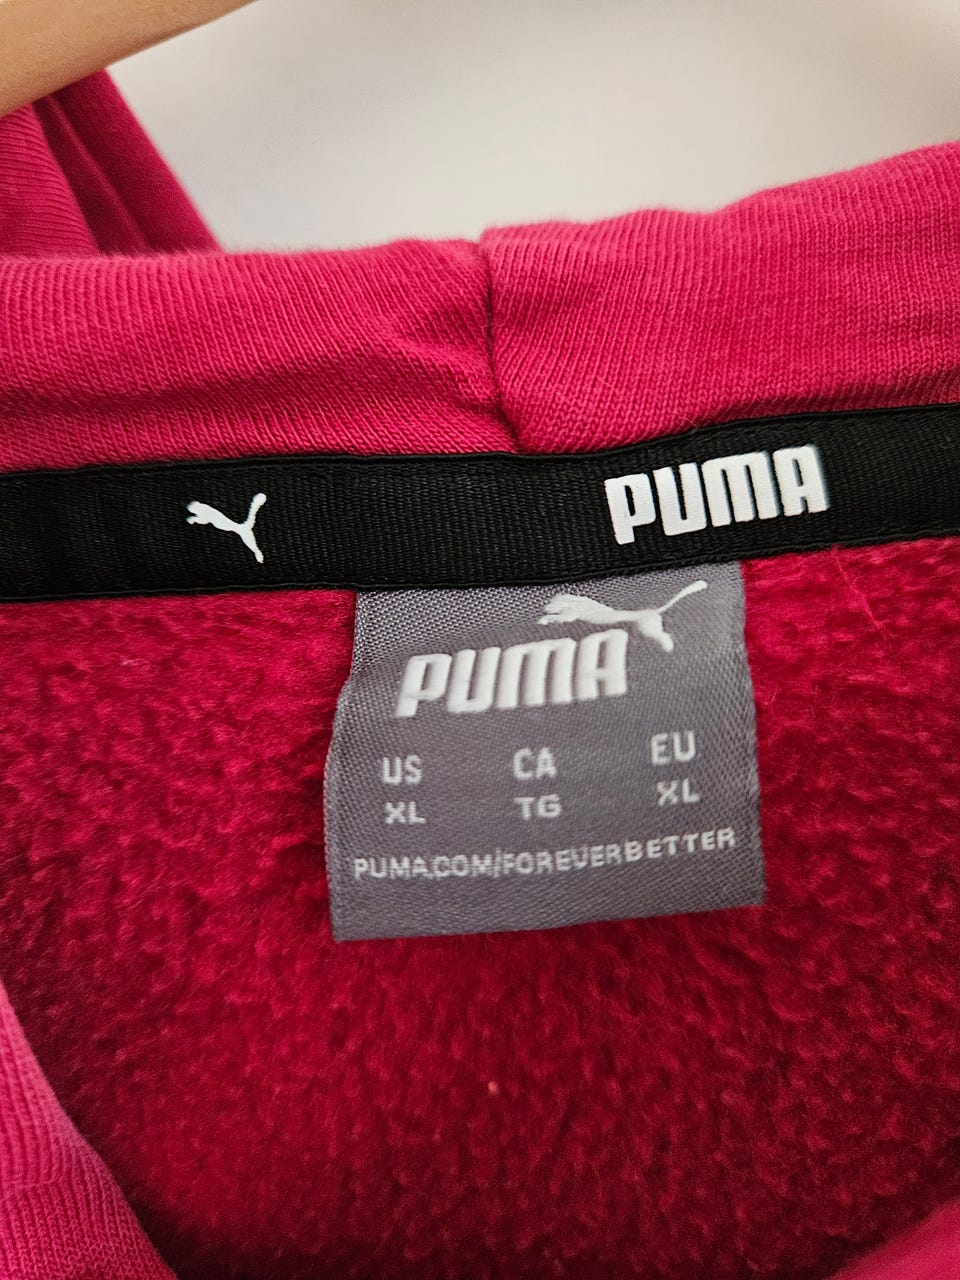 PUMA
PUMA
US CA EU
XL TG XL
PUMA.COM/FOREVERBETTER